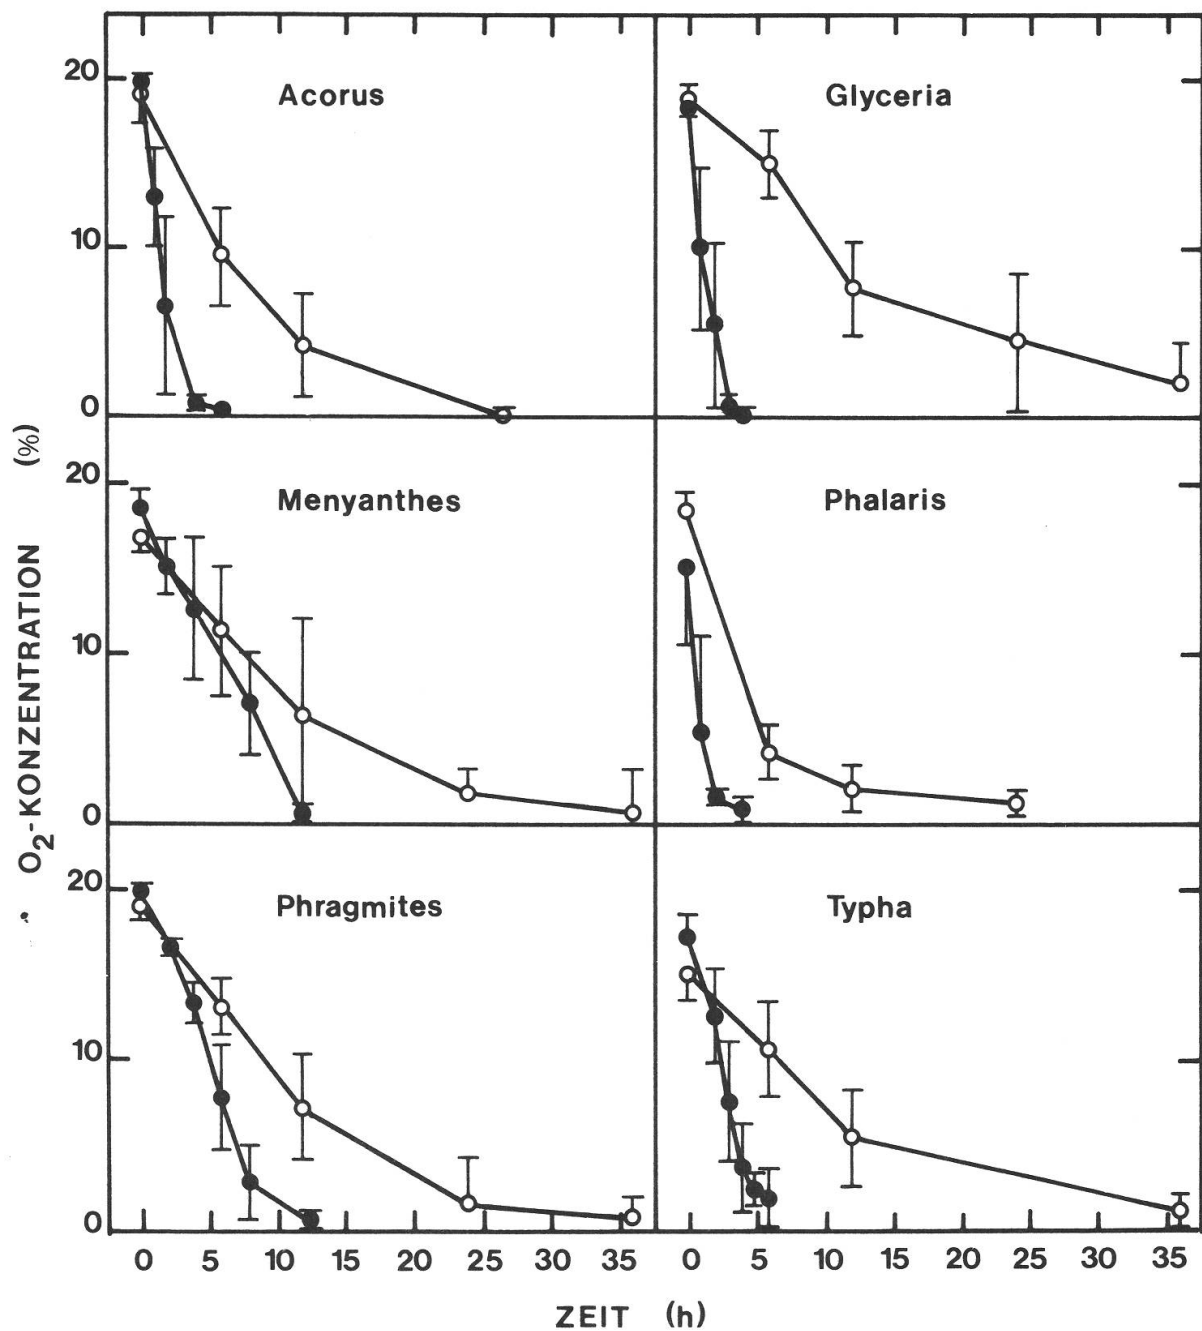 20
Acorus
Glyceria
10
0
20
Menyanthes
Phalaris
10
0
20
Phragmites
Typha
10
0
O2-KONZENTRATION (%)
0 5 10 15 20 25 30 35 0 5 10 15 20 25 30 35
ZEIT (h)